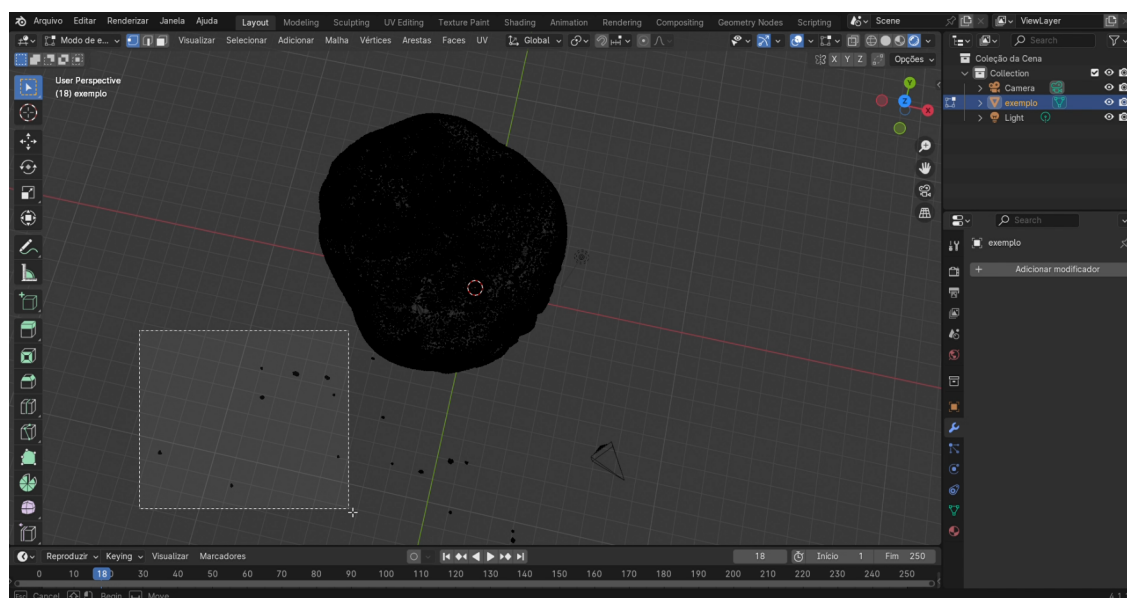 Arquivo Editar Renderizar Janela Ajuda Layout Modeling Sculpting UV Editing Texture Paint Shading Animation Rendering Compositing Geometry Nodes Scripting Scene ViewLayer
Modo de e... Visualizar Selecionar Adicionar Malha Vértices Arestas Faces UV Global Search
X Y Z Opções
User Perspective
(18) exemplo
Y
Z
X
Coleção da Cena
Collection
Camera
exemplo
Light
Search
exemplo
+ Adicionar modificador
Reproduzir Keying Visualizar Marcadores 18 Início 1 Fim 250
0 10 18 30 40 50 60 70 80 90 100 110 120 130 140 150 160 170 180 190 200 210 220 230 240 250
Esc Cancel Begin Move